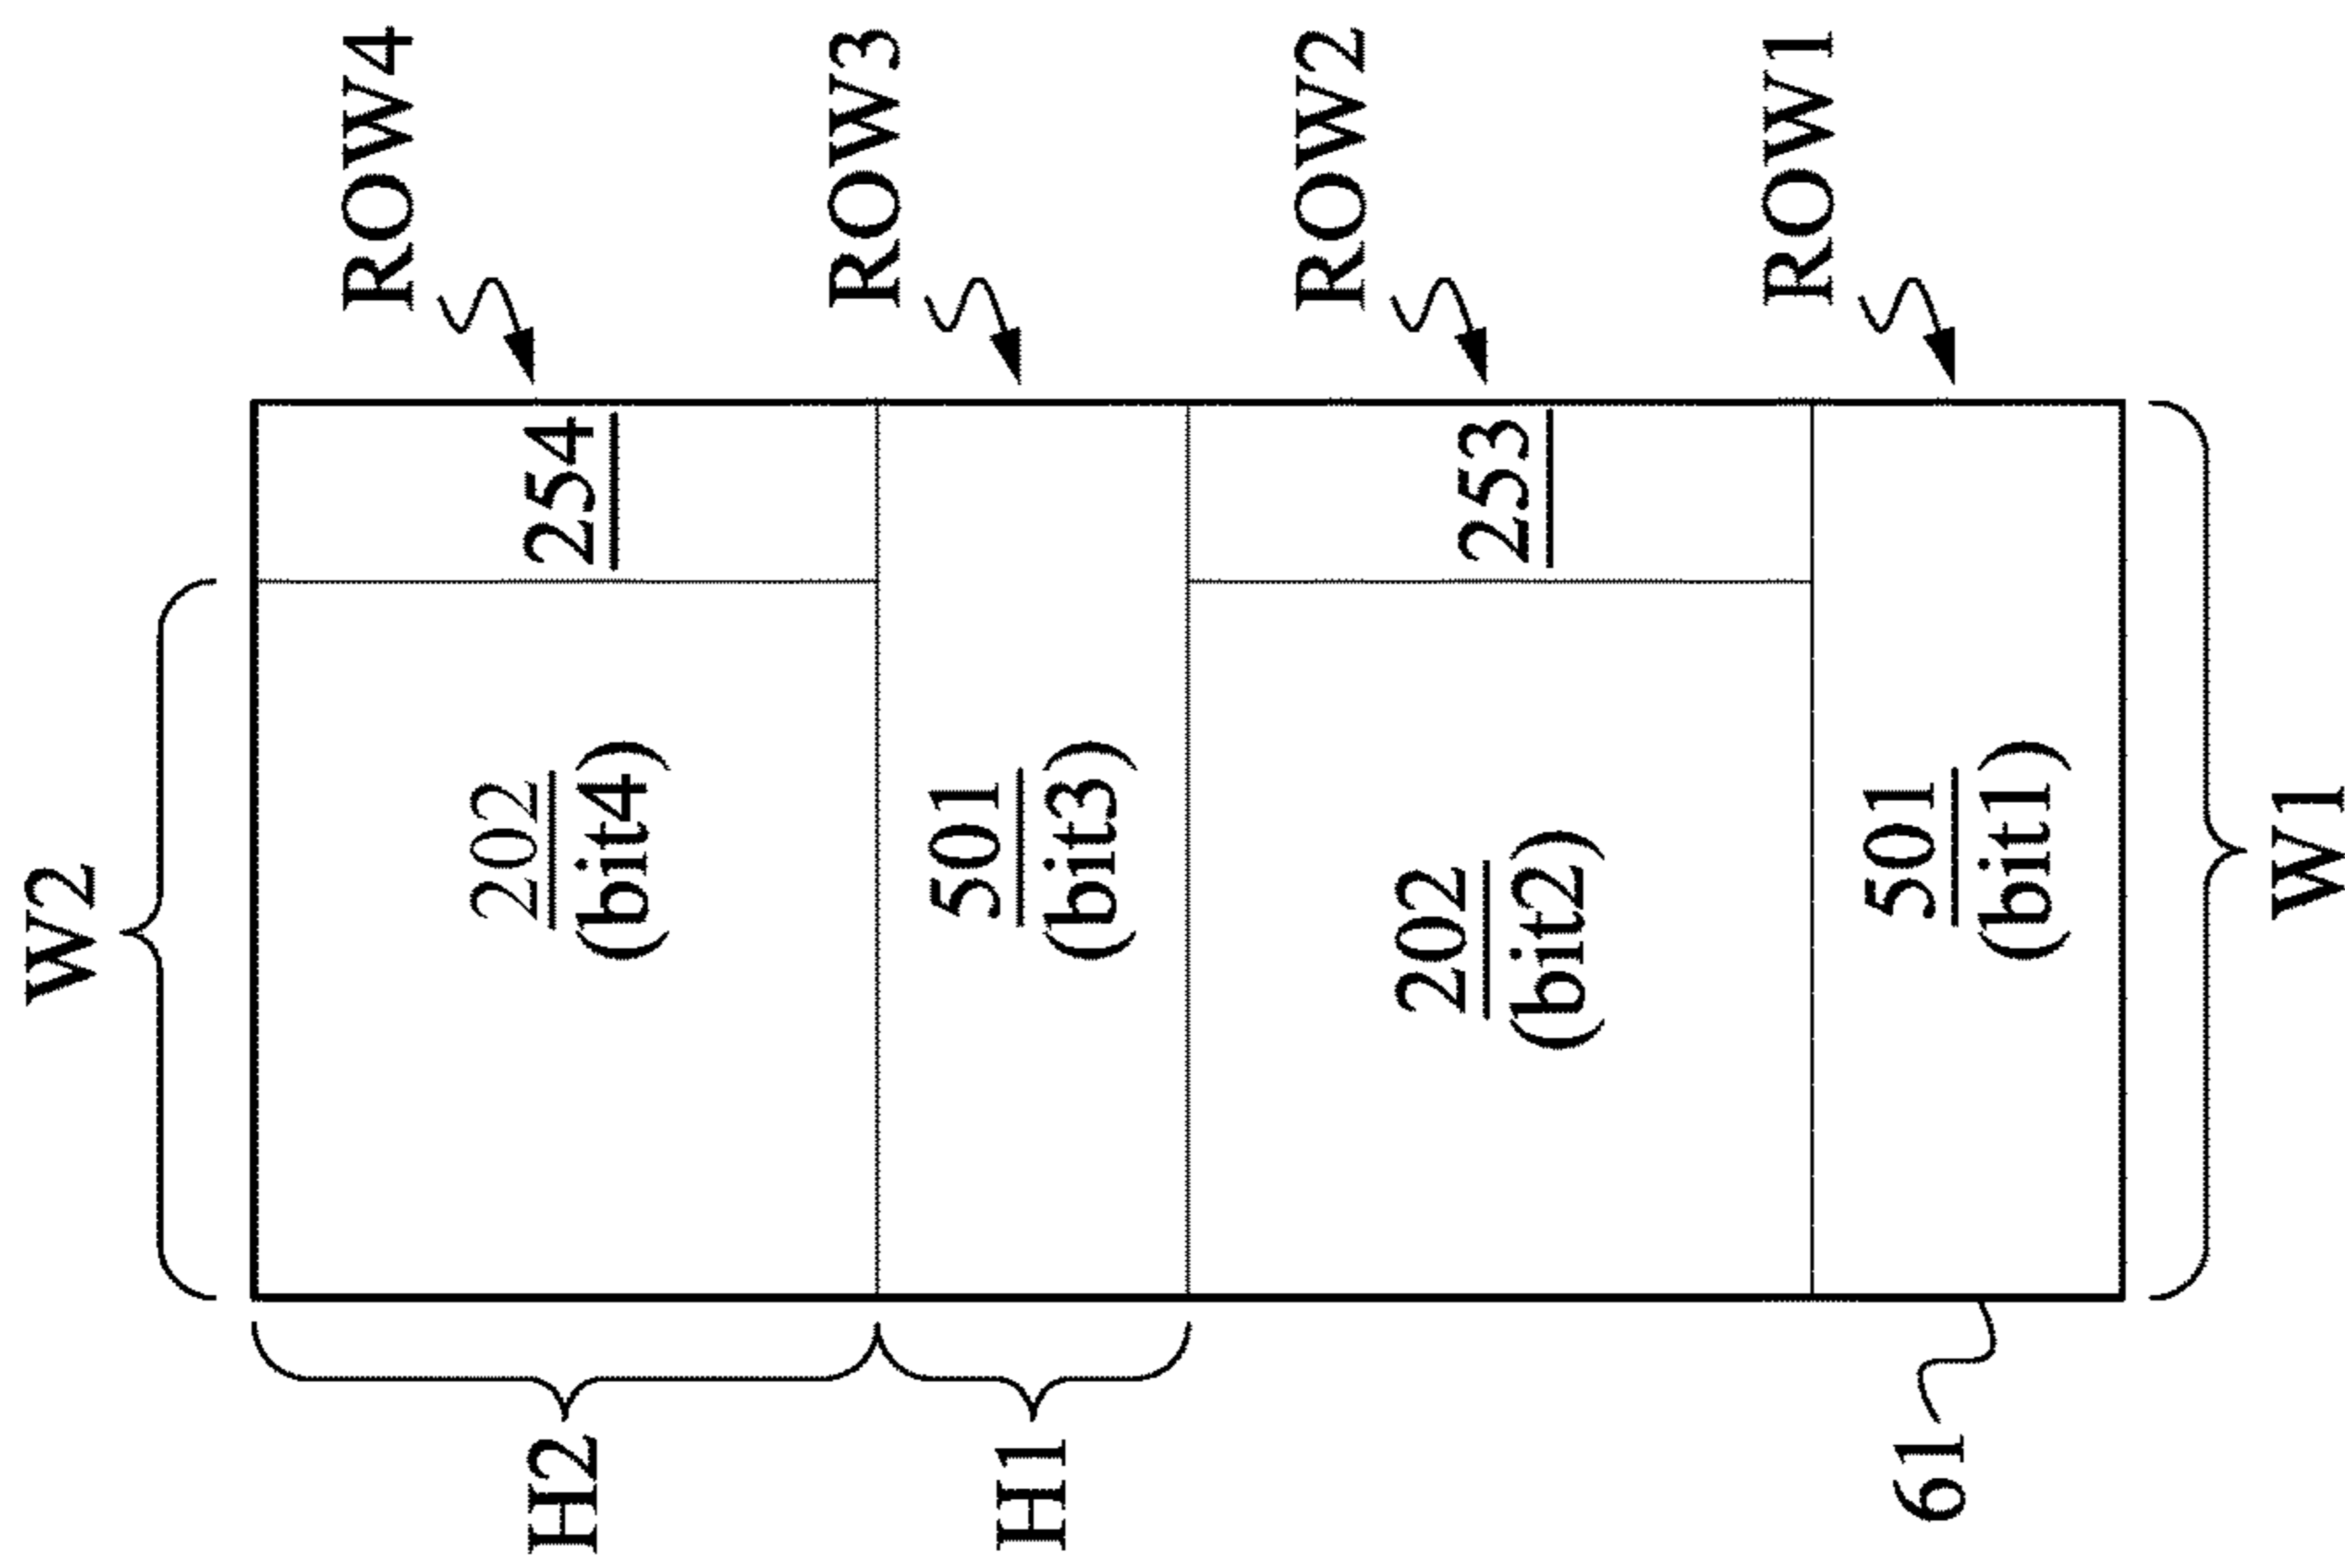 W2
ROW4
254
202
(bit4)
H2
ROW3
501
(bit3)
H1
ROW2
253
202
(bit2)
ROW1
501
(bit1)
61
W1